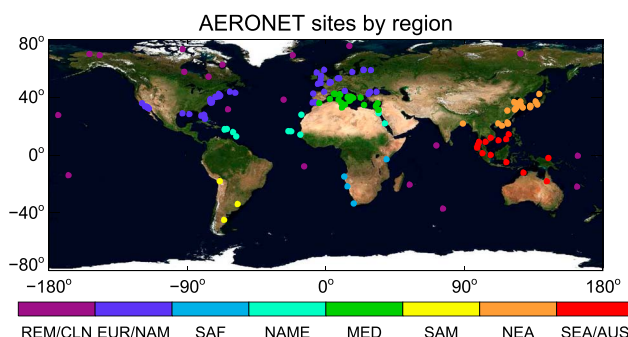 AERONET sites by region
80°
40°
0°
−40°
−80°
−180° −90° 0° 90° 180°
REM/CLN EUR/NAM SAF NAME MED SAM NEA SEA/AUS